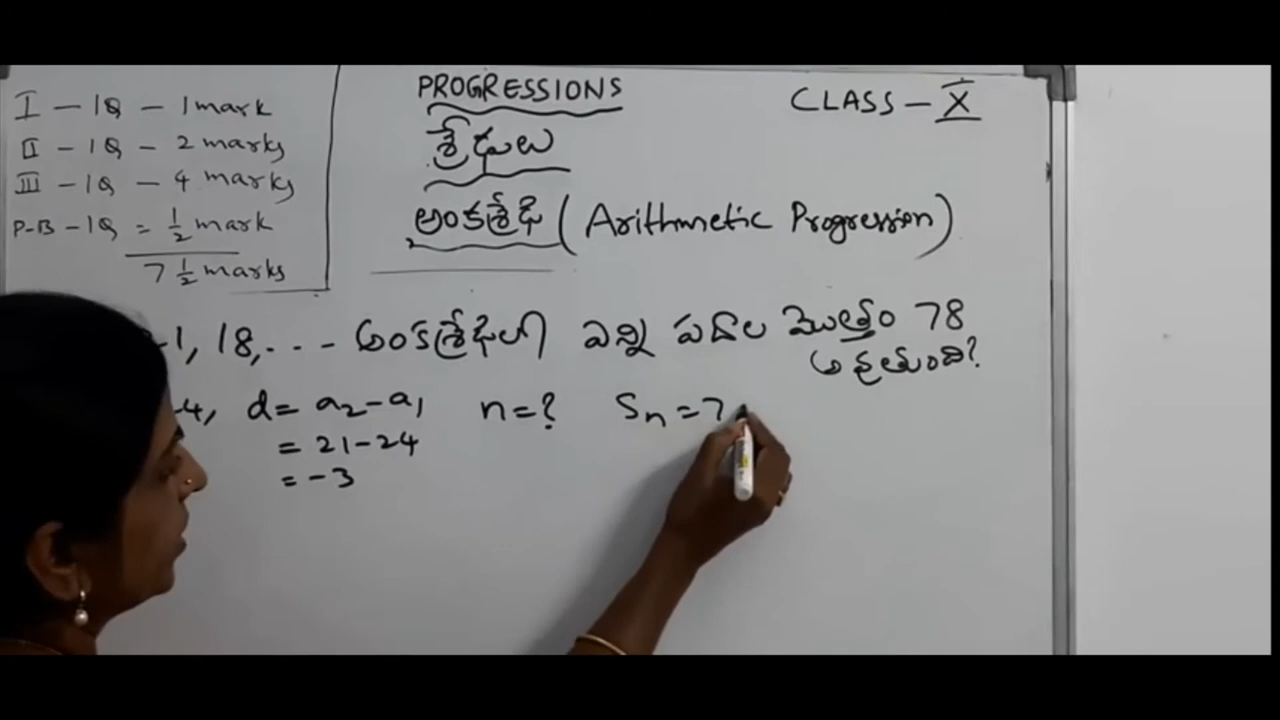 I - 1Q - 1 mark
II - 1Q - 2 marks
III - 1Q - 4 marks
P-B - 1Q = 1/2 mark
7 1/2 marks
PROGRESSIONS
శ్రేఢులు
అంకశ్రేఢి (Arithmetic Progression)
CLASS - X
1, 18, ... అంకశ్రేఢిలో ఎన్ని పదాల మొత్తం 78
అవుతుంది?
4, d = a₂ - a₁ n = ? Sₙ = 7
= 21 - 24
= -3